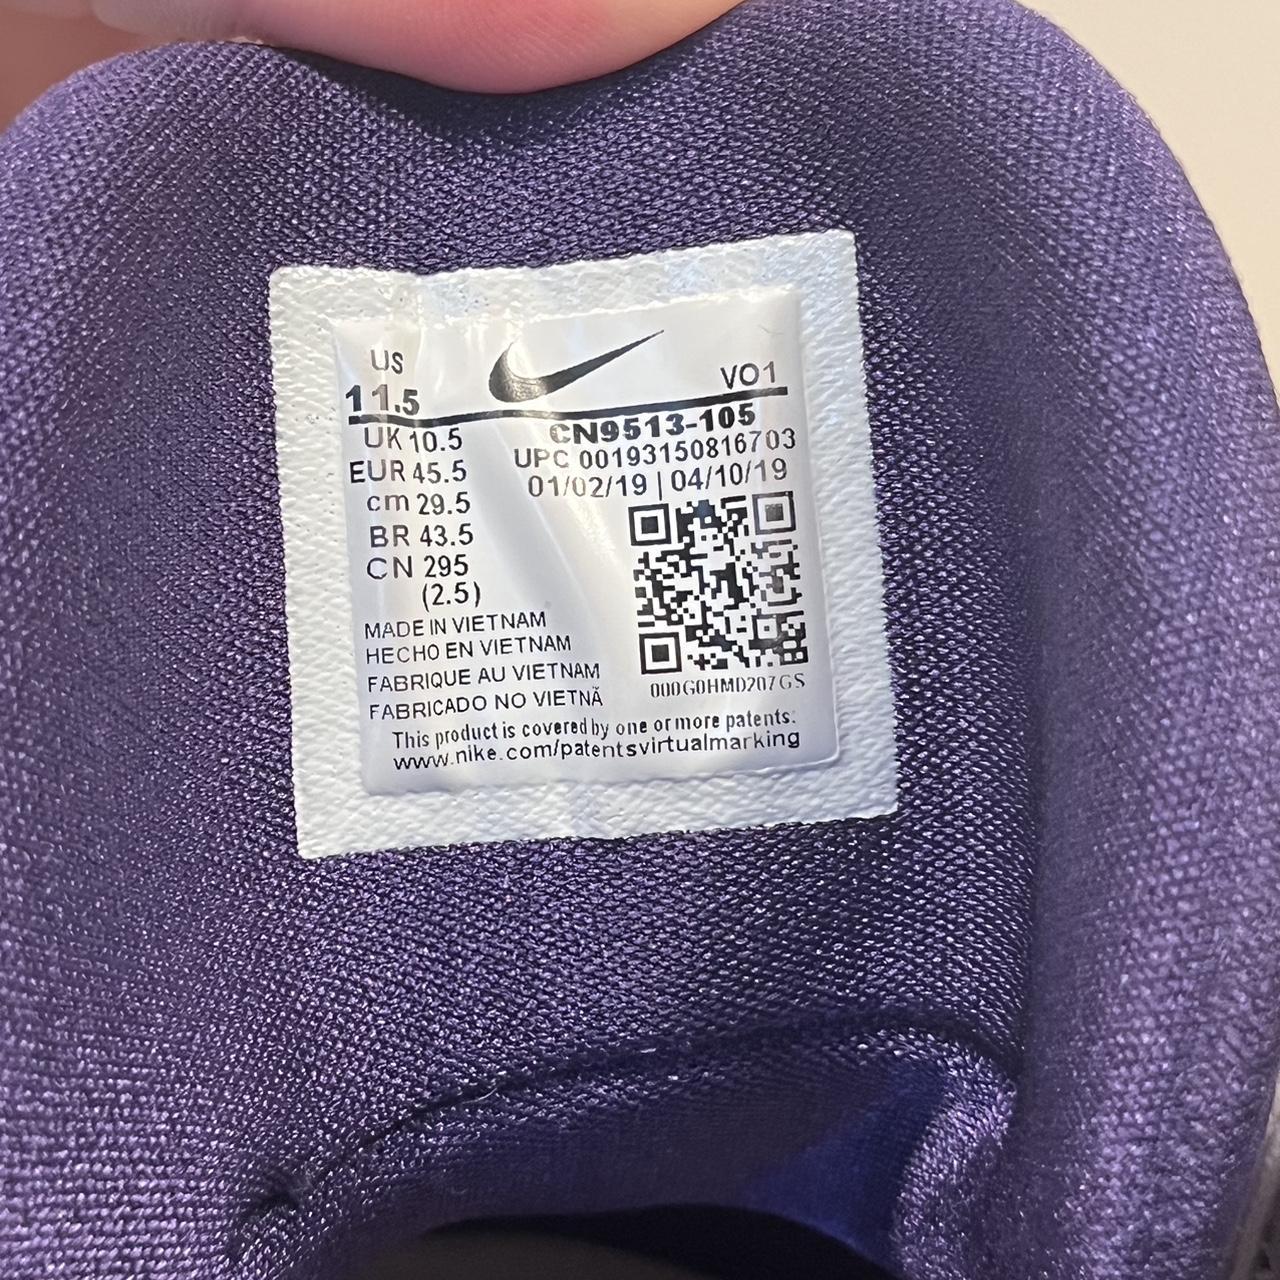 US
11.5
VO1
UK 10.5
EUR 45.5
cm 29.5
BR 43.5
CN 295
(2.5)
CN9513-105
UPC 00193150816703
01/02/19 | 04/10/19
000G0HMD207GS
MADE IN VIETNAM
HECHO EN VIETNAM
FABRIQUE AU VIETNAM
FABRICADO NO VIETNÃ
This product is covered by one or more patents:
www.nike.com/patentsvirtualmarking